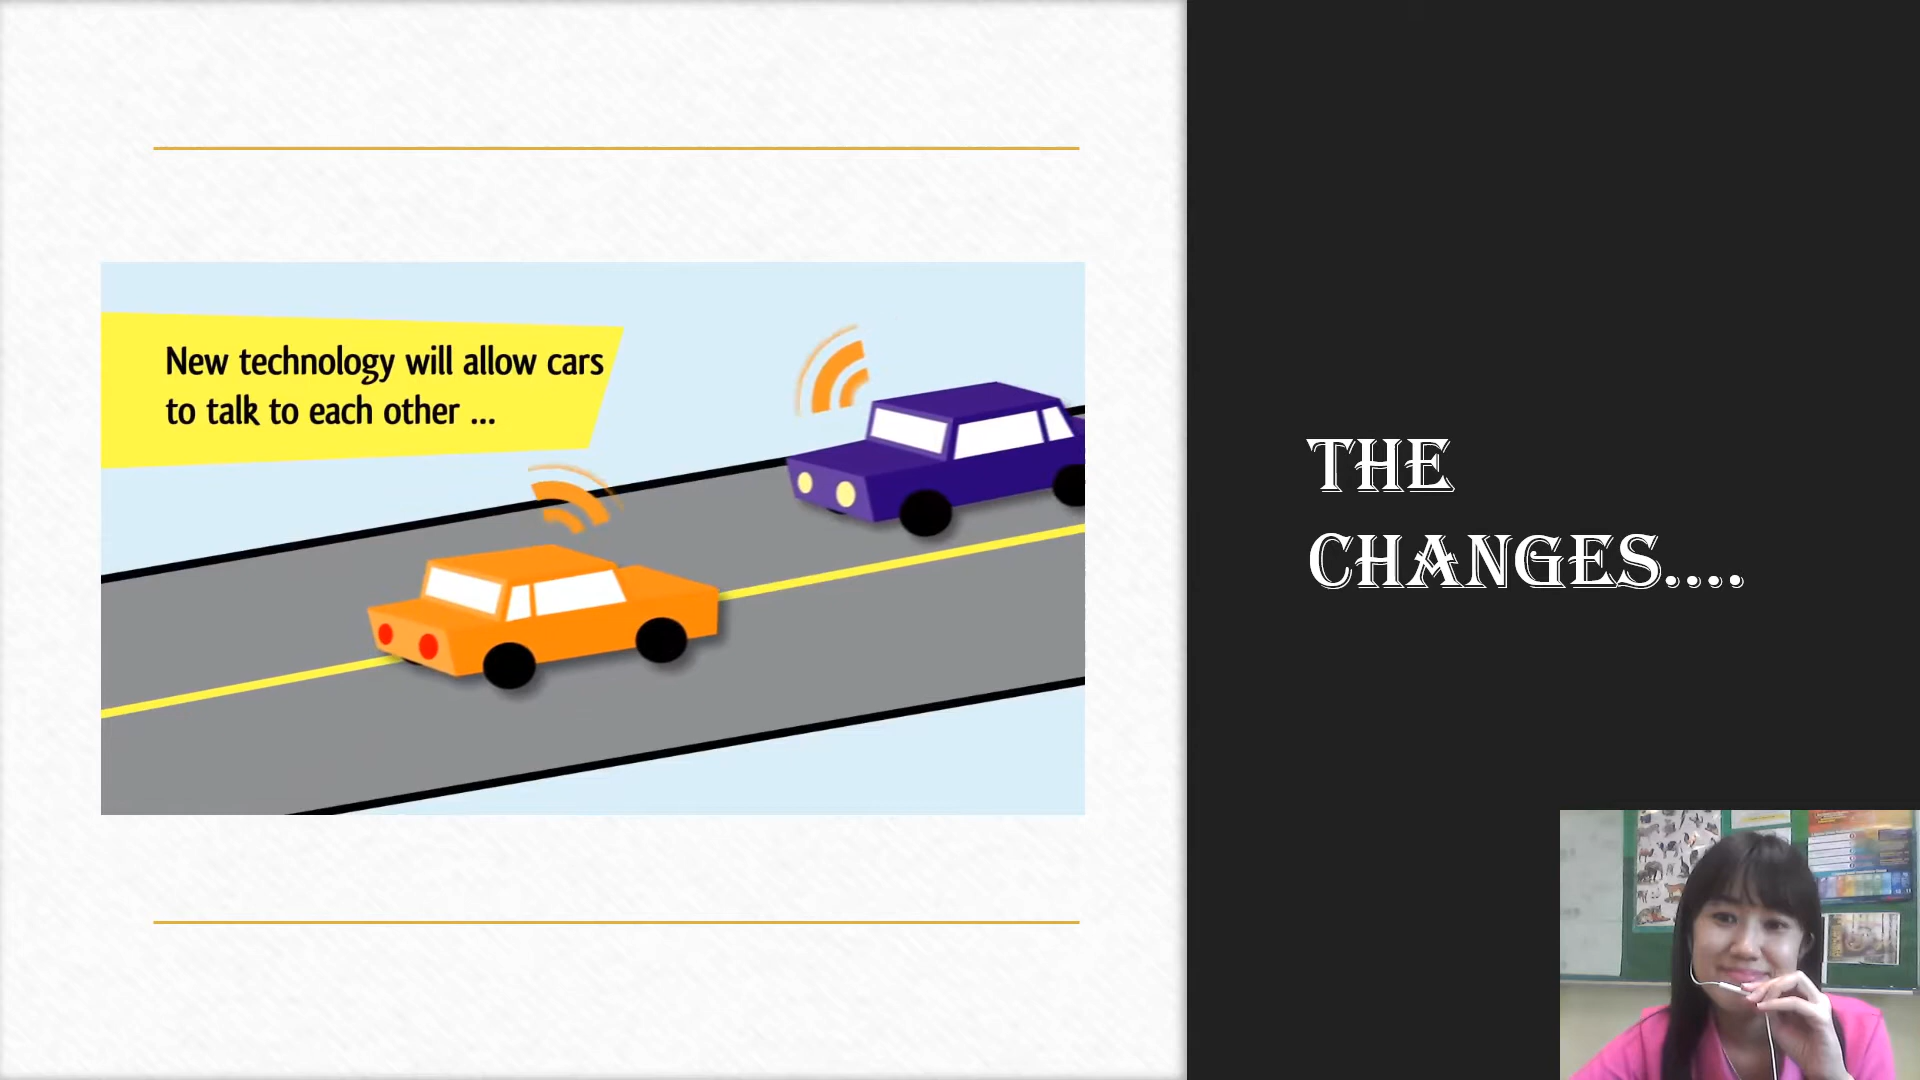 New technology will allow cars
to talk to each other ...
THE
CHANGES....